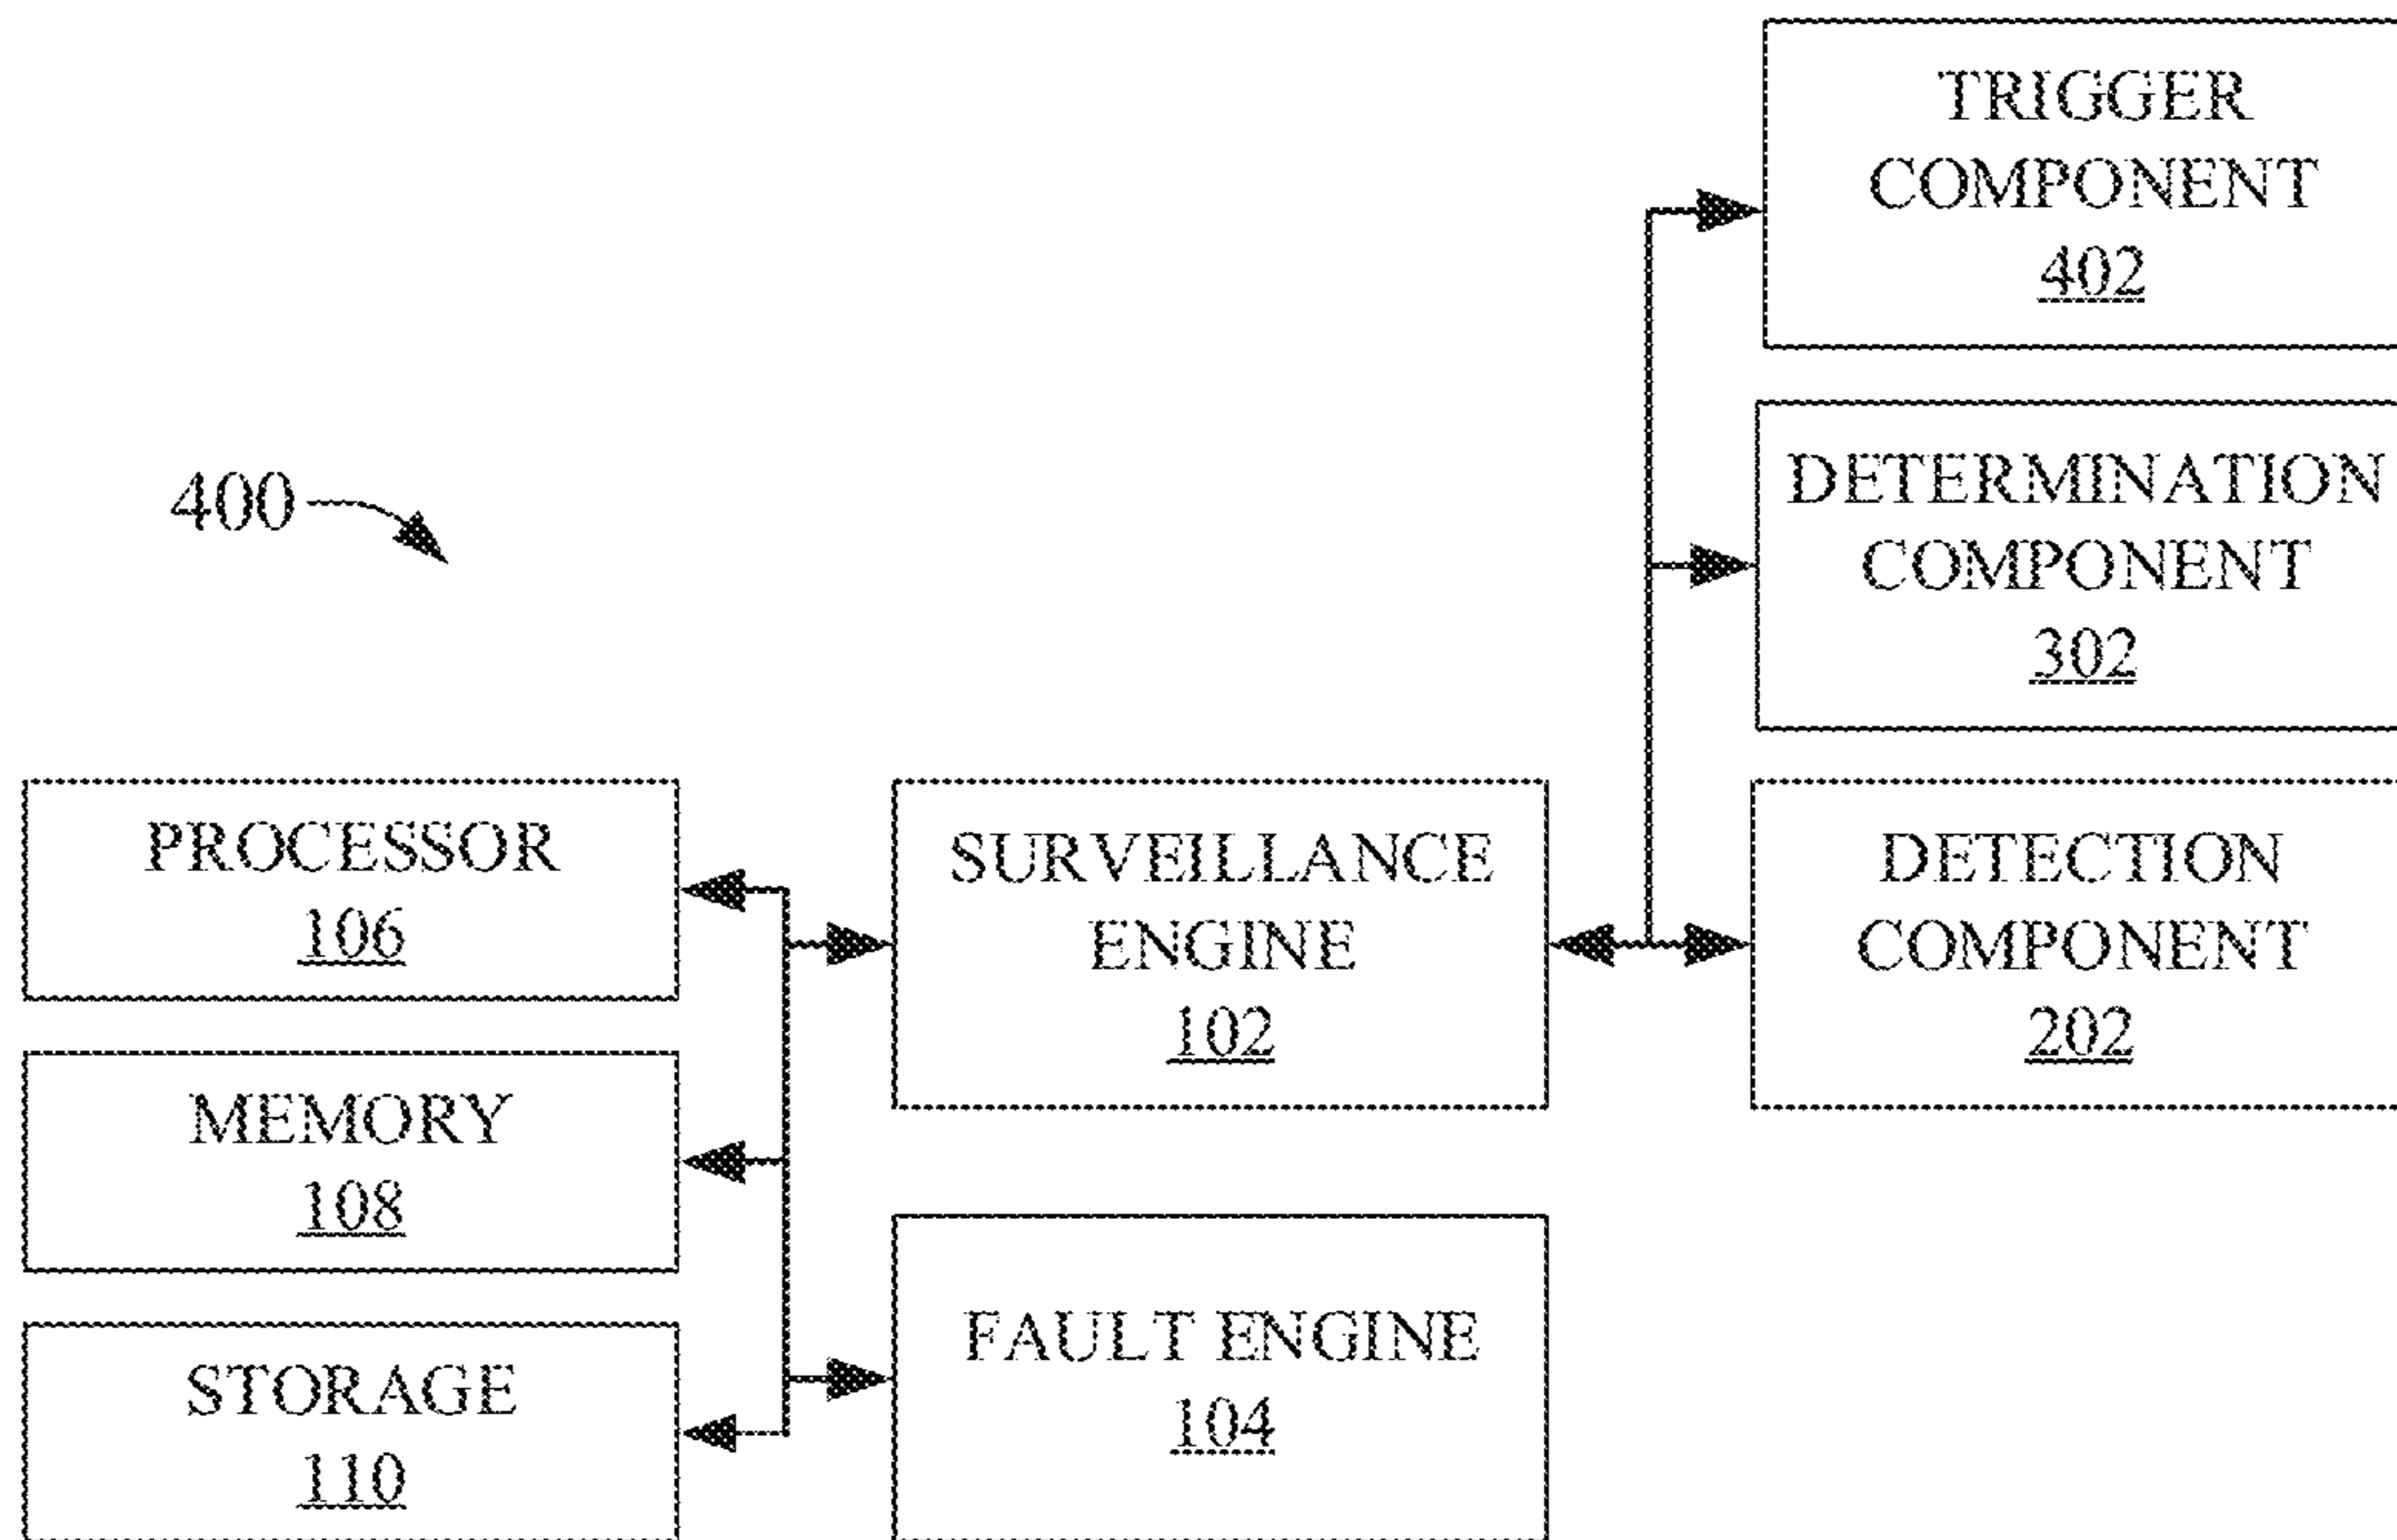 TRIGGER
COMPONENT
402
DETERMINATION
COMPONENT
302
400
PROCESSOR
106
SURVEILLANCE
ENGINE
102
DETECTION
COMPONENT
202
MEMORY
108
FAULT ENGINE
104
STORAGE
110